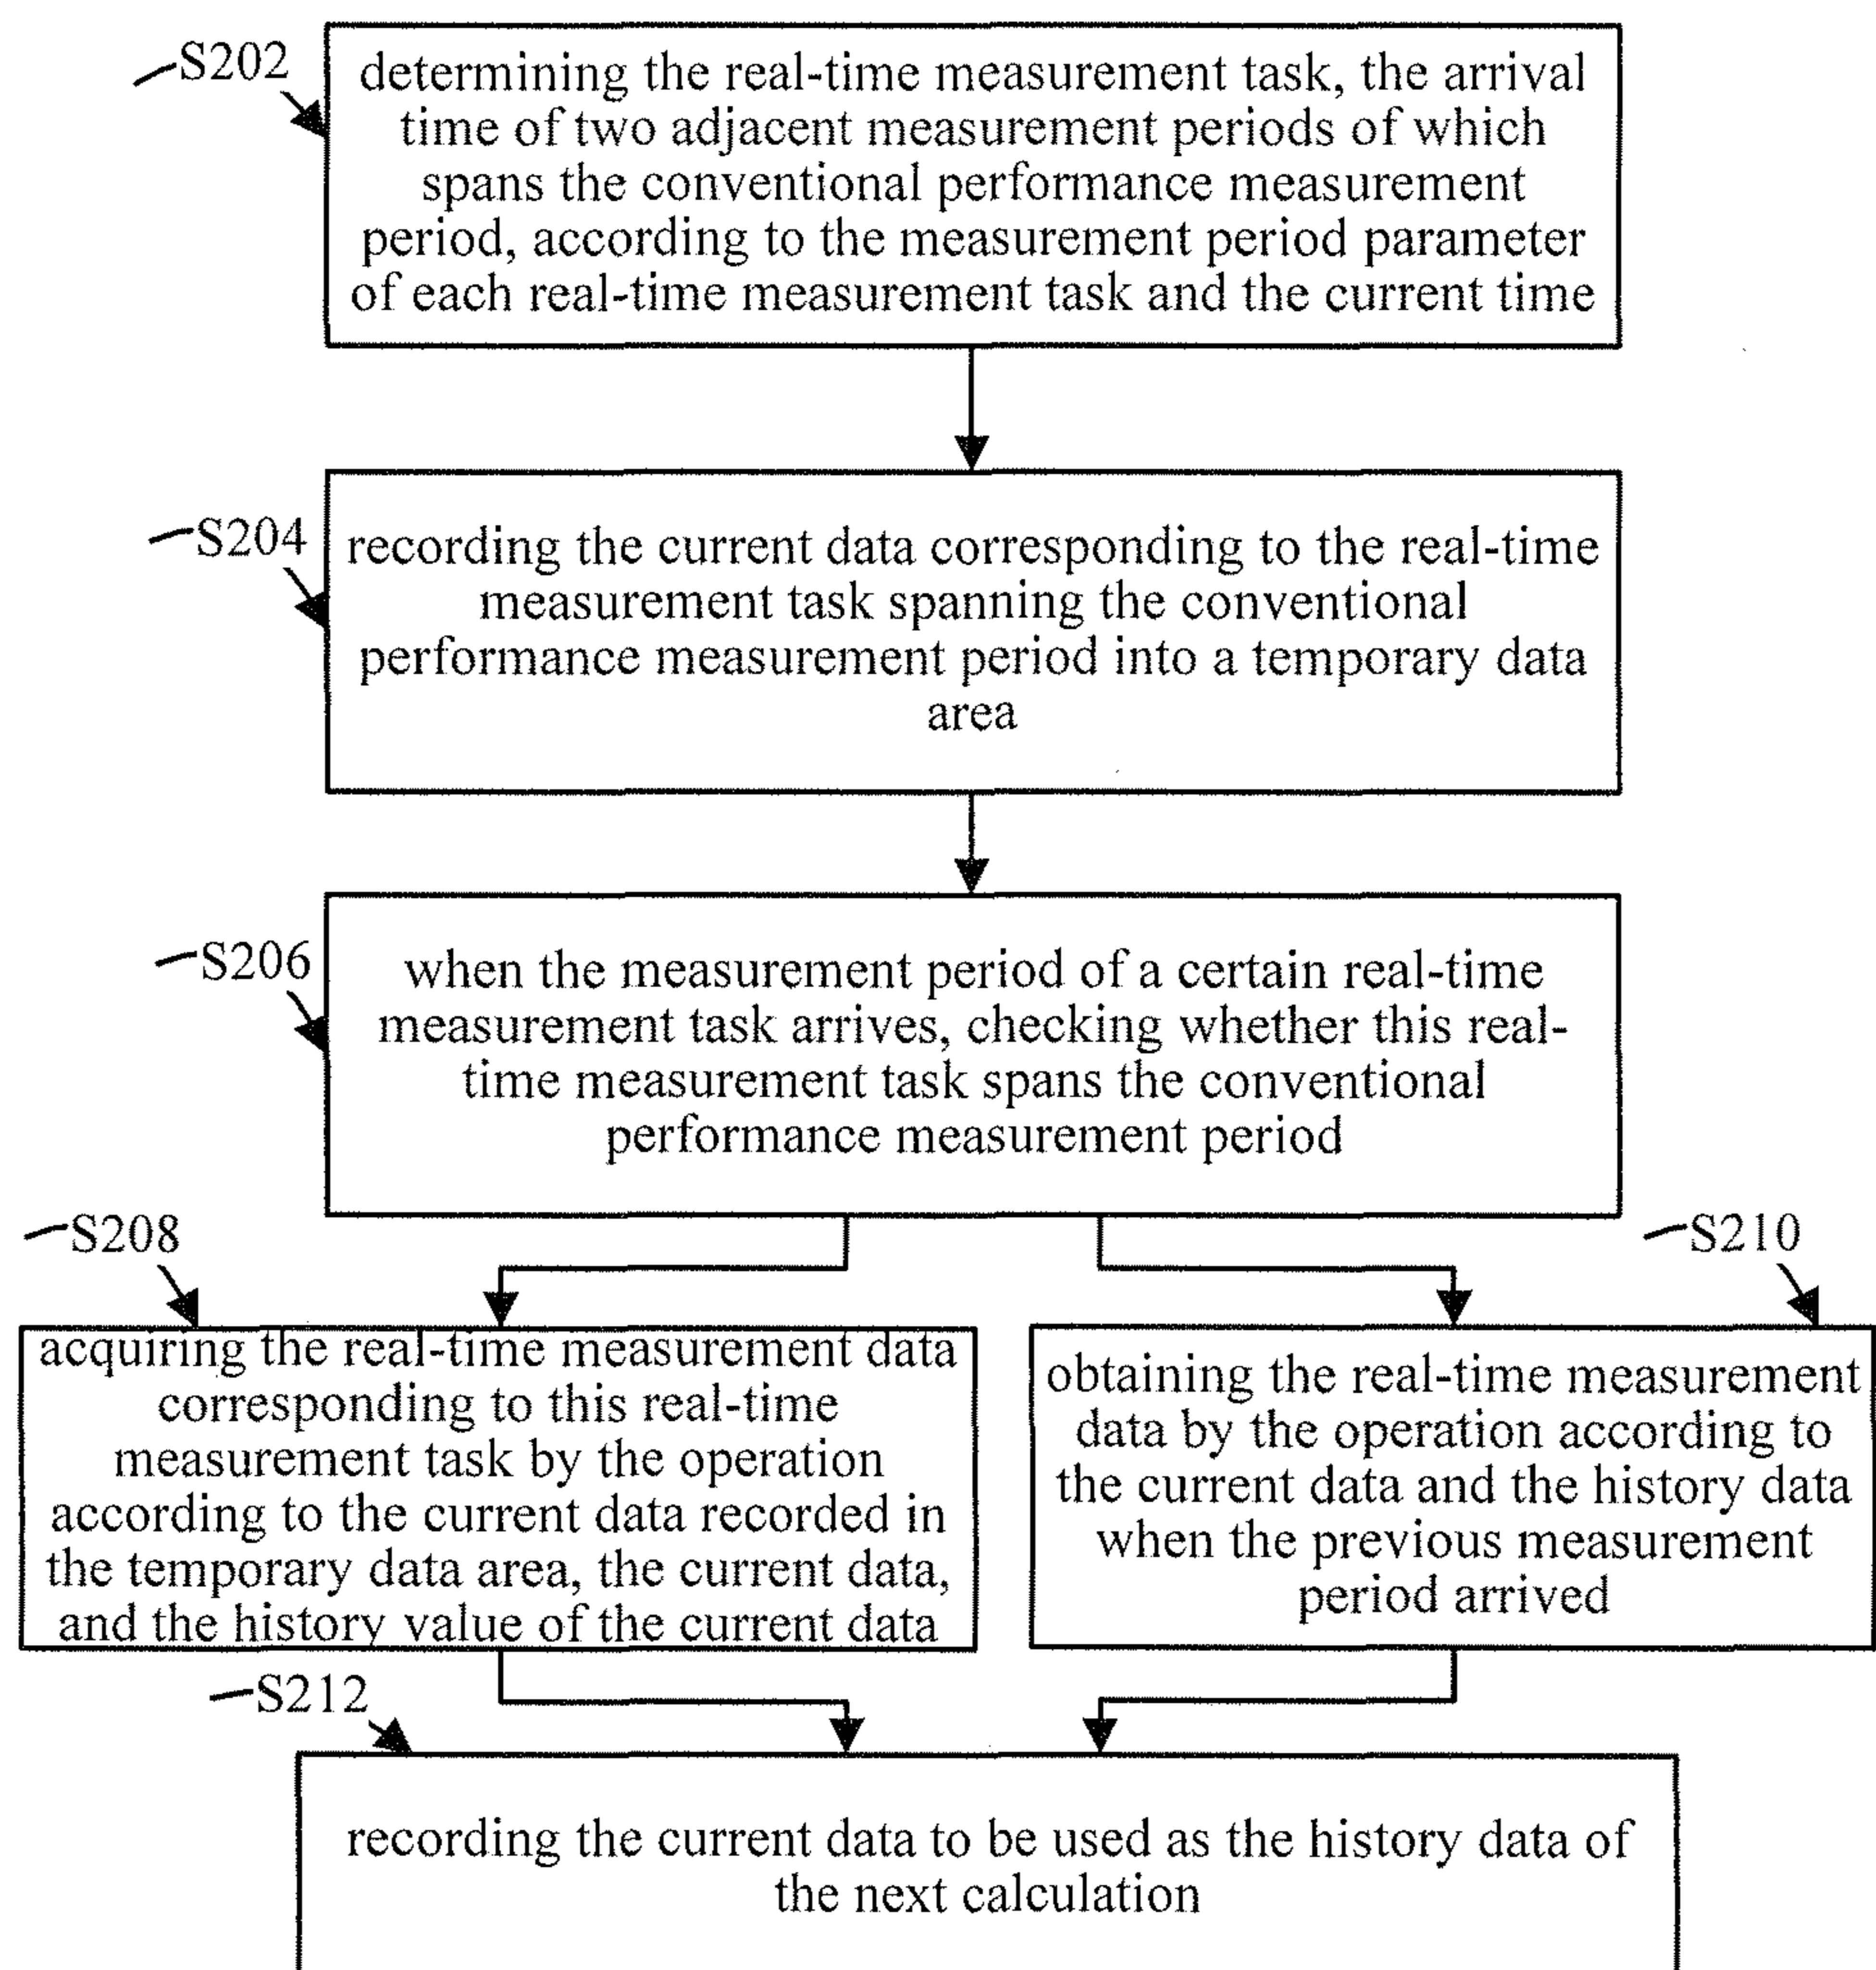 S202
determining the real-time measurement task, the arrival
time of two adjacent measurement periods of which
spans the conventional performance measurement
period, according to the measurement period parameter
of each real-time measurement task and the current time
S204
recording the current data corresponding to the real-time
measurement task spanning the conventional
performance measurement period into a temporary data
area
S206
when the measurement period of a certain real-time
measurement task arrives, checking whether this real-
time measurement task spans the conventional
performance measurement period
S208
acquiring the real-time measurement data
corresponding to this real-time
measurement task by the operation
according to the current data recorded in
the temporary data area, the current data,
and the history value of the current data
S210
obtaining the real-time measurement
data by the operation according to
the current data and the history data
when the previous measurement
period arrived
S212
recording the current data to be used as the history data of
the next calculation